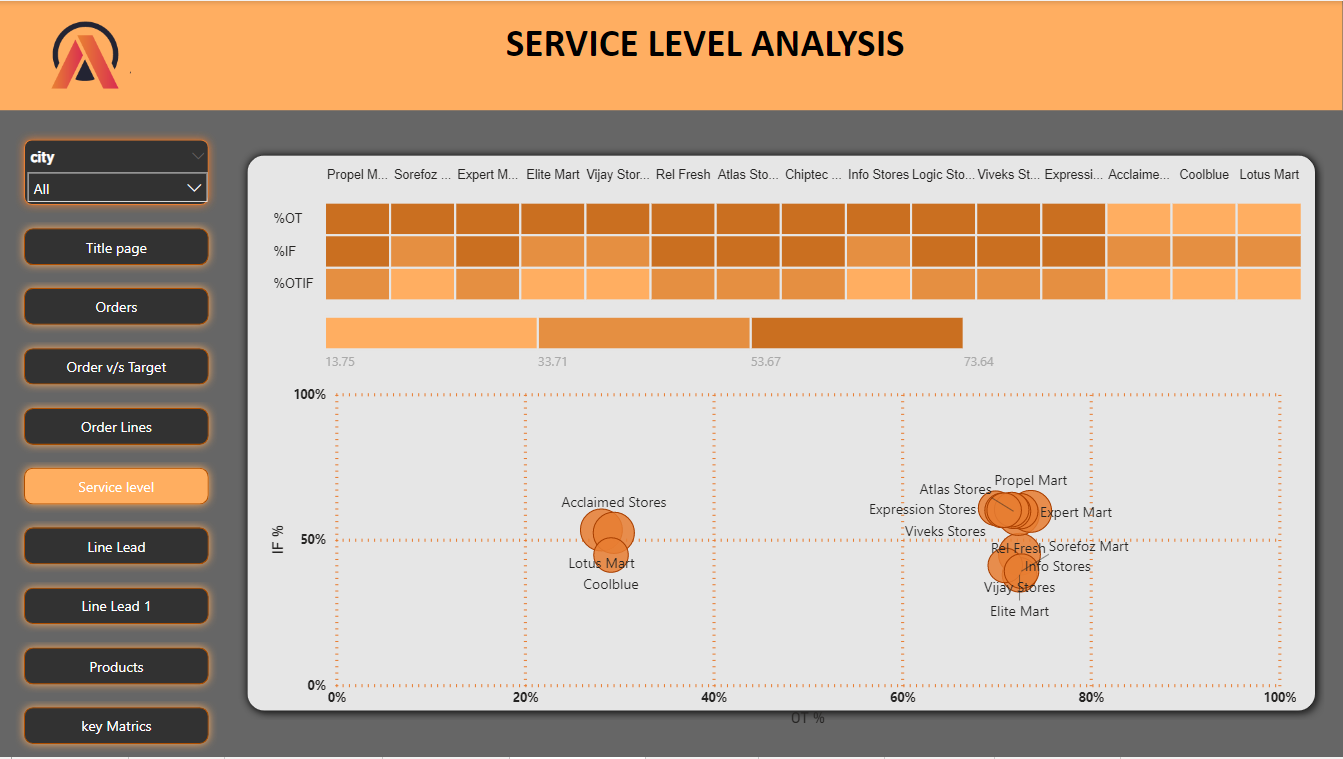 SERVICE LEVEL ANALYSIS
city
All
Title page
Orders
Order v/s Target
Order Lines
Service level
Line Lead
Line Lead 1
Products
key Matrics
Propel M... Sorefoz ... Expert M... Elite Mart Vijay Stor... Rel Fresh Atlas Sto... Chiptec ... Info Stores Logic Sto... Viveks St... Expressi... Acclaime... Coolblue Lotus Mart
%OT
%IF
%OTIF
13.75 33.71 53.67 73.64
100%
50%
0%
IF %
Acclaimed Stores
Lotus Mart
Coolblue
Propel Mart
Atlas Stores
Expression Stores
Expert Mart
Viveks Stores
Rel Fresh
Sorefoz Mart
Info Stores
Vijay Stores
Elite Mart
0% 20% 40% 60% 80% 100%
OT %